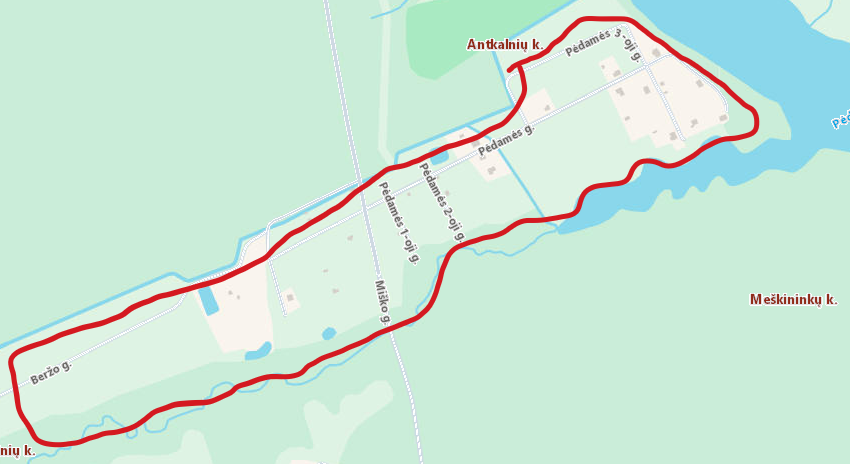 Antkalnių k.
Pėdamės 3-oji g.
Pėdamės g.
Pėdamės 2-oji g.
Pėdamės 1-oji g.
Miško g.
Meškininkų k.
Beržo g.
nių k.